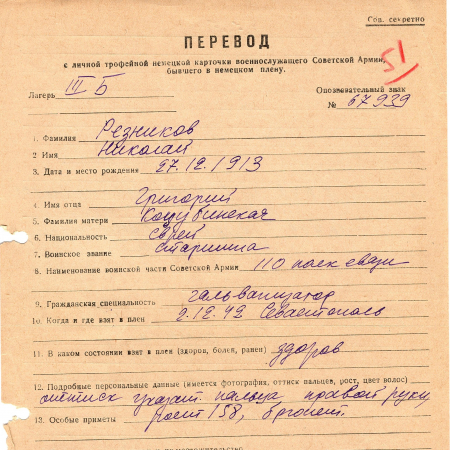 Сов. секретно
ПЕРЕВОД
с личной трофейной немецкой карточки военнослужащего Советской Армии,
бывшего в немецком плену.
51
Лагерь III Б
Опознавательный знак
№ 67939
1. Фамилия Резников
2 Имя Николай
3. Дата и место рождения 27.12.1913
4. Имя отца Григорий
5. Фамилия матери Коцубинская
6. Национальность еврей
7. Воинское звание старшина
8. Наименование воинской части Советской Армии 110 полк связи
9. Гражданская специальность гальванизатор
10. Когда и где взят в плен 2.12.42 Севастополь
11. В каком состоянии взят в плен (здоров, болен, ранен) здоров
12. Подробные персональные данные (имеется фотография, оттиск пальцев, рост, цвет волос)
оттиск указат. пальца правой руки,
13. Особые приметы рост 158, брюнет.